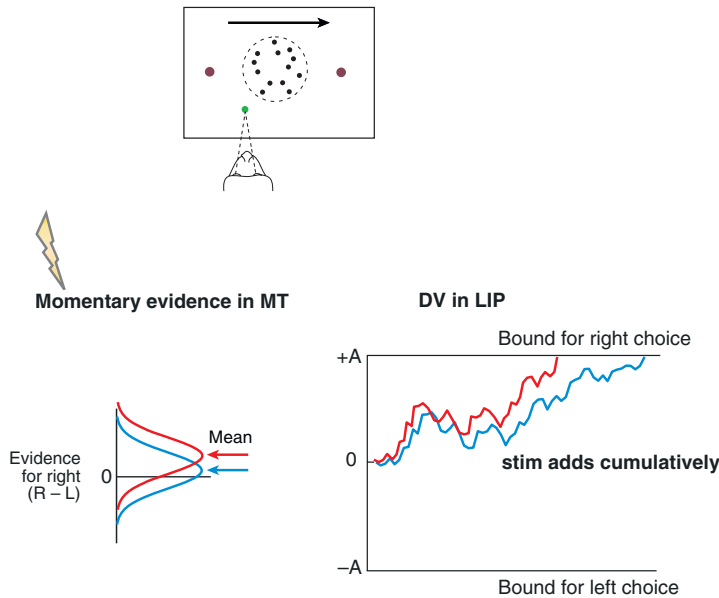 Momentary evidence in MT
DV in LIP
Bound for right choice
+A
Mean
Evidence
for right
(R – L)
0
0
stim adds cumulatively
–A
Bound for left choice